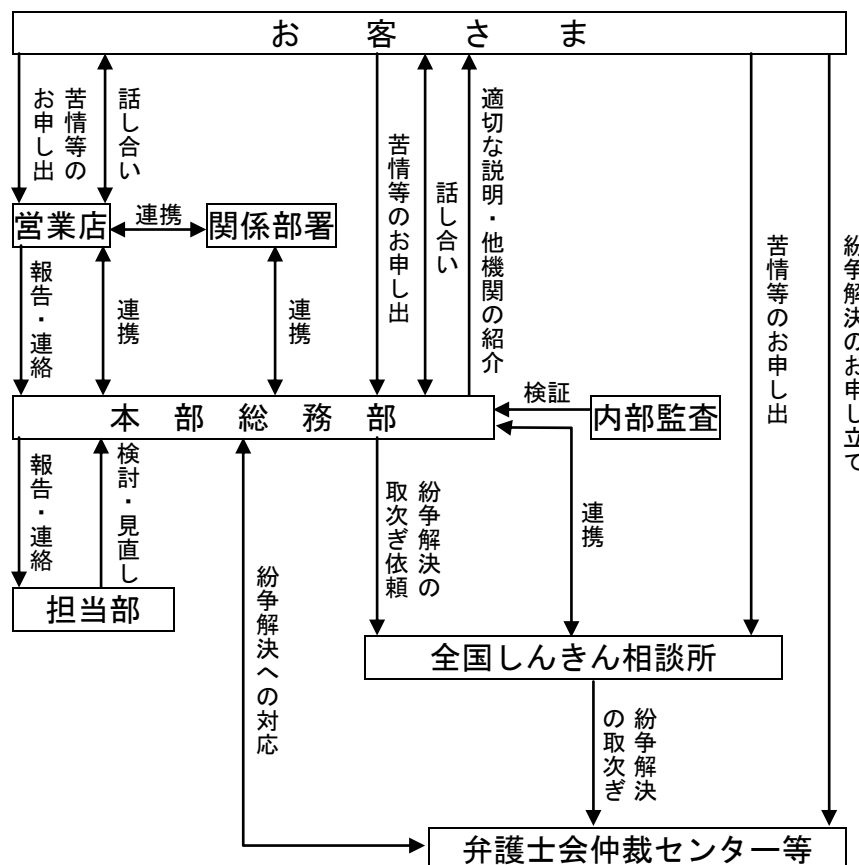 お客さま
苦情等の
お申し出
話し合い
苦情等のお申し出
話し合い
適切な説明・他機関の紹介
苦情等のお申し出
紛争解決のお申し立て
営業店
連携
関係部署
報告・連絡
連携
連携
本部総務部
検証
内部監査
報告・連絡
検討・見直し
紛争解決の
取次ぎ依頼
連携
担当部
紛争解決への対応
全国しんきん相談所
紛争解決
の取次ぎ
弁護士会仲裁センター等